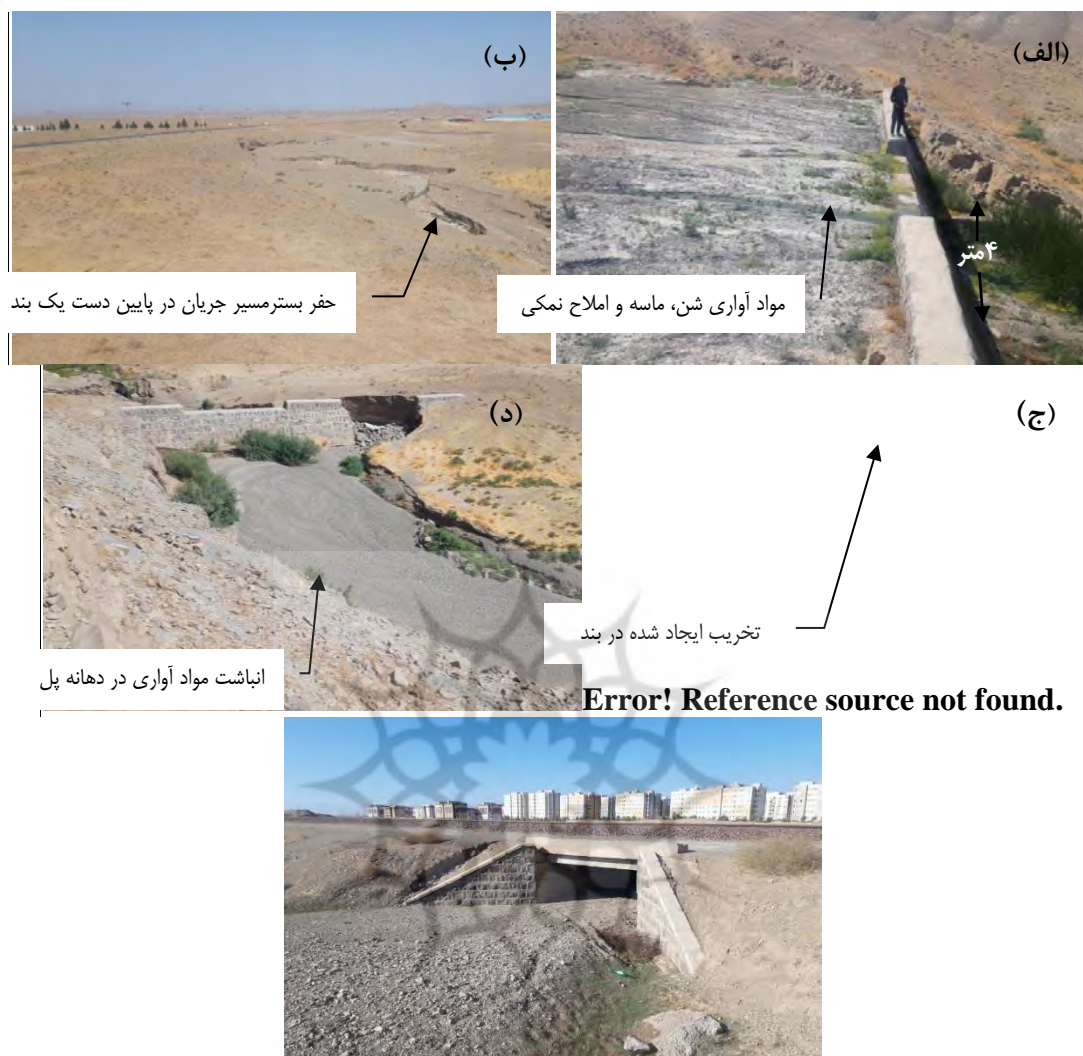 (الف)
(ب)
۴متر
مواد آواری شن، ماسه و املاح نمکی
حفر بسترمسیر جریان در پایین دست یک بند
(ج)
(د)
تخریب ایجاد شده در بند
انباشت مواد آواری در دهانه پل
Error! Reference source not found.